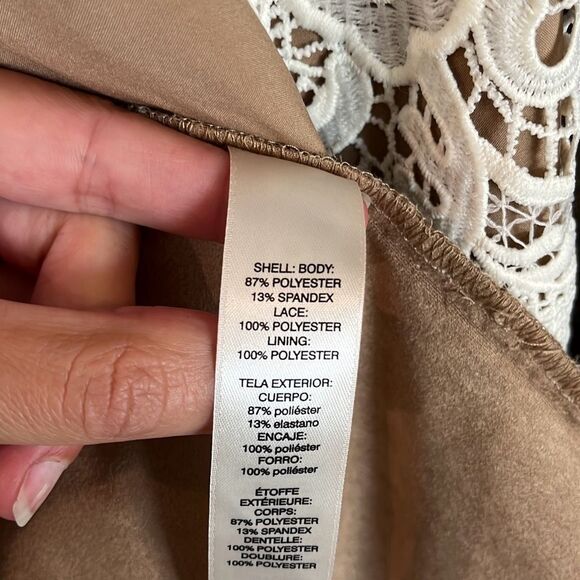 SHELL: BODY:
87% POLYESTER
13% SPANDEX
LACE:
100% POLYESTER
LINING:
100% POLYESTER
TELA EXTERIOR:
CUERPO:
87% poliéster
13% elastano
ENCAJE:
100% poliéster
FORRO:
100% poliéster
ÉTOFFE
EXTÉRIEURE:
CORPS:
87% POLYESTER
13% SPANDEX
DENTELLE:
100% POLYESTER
DOUBLURE:
100% POLYESTER